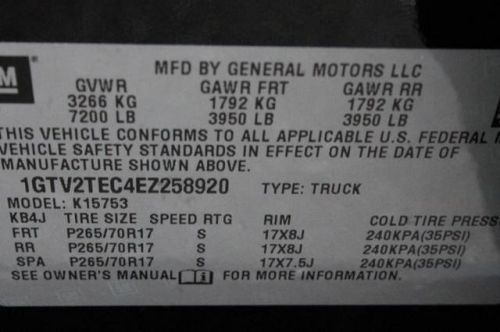 GM
MFD BY GENERAL MOTORS LLC
GVWR GAWR FRT GAWR RR
3266 KG 1792 KG 1792 KG
7200 LB 3950 LB 3950 LB
THIS VEHICLE CONFORMS TO ALL APPLICABLE U.S. FEDERAL
VEHICLE SAFETY STANDARDS IN EFFECT ON THE DATE OF
MANUFACTURE SHOWN ABOVE.
1GTV2TEC4EZ258920 TYPE: TRUCK
MODEL: K15753
KB4J TIRE SIZE SPEED RTG RIM COLD TIRE PRESS
FRT P265/70R17 S 17X8J 240KPA(35PSI)
RR P265/70R17 S 17X8J 240KPA(35PSI)
SPA P265/70R17 S 17X7.5J 240KPA(35PSI)
SEE OWNER'S MANUAL FOR MORE INFORMATION.